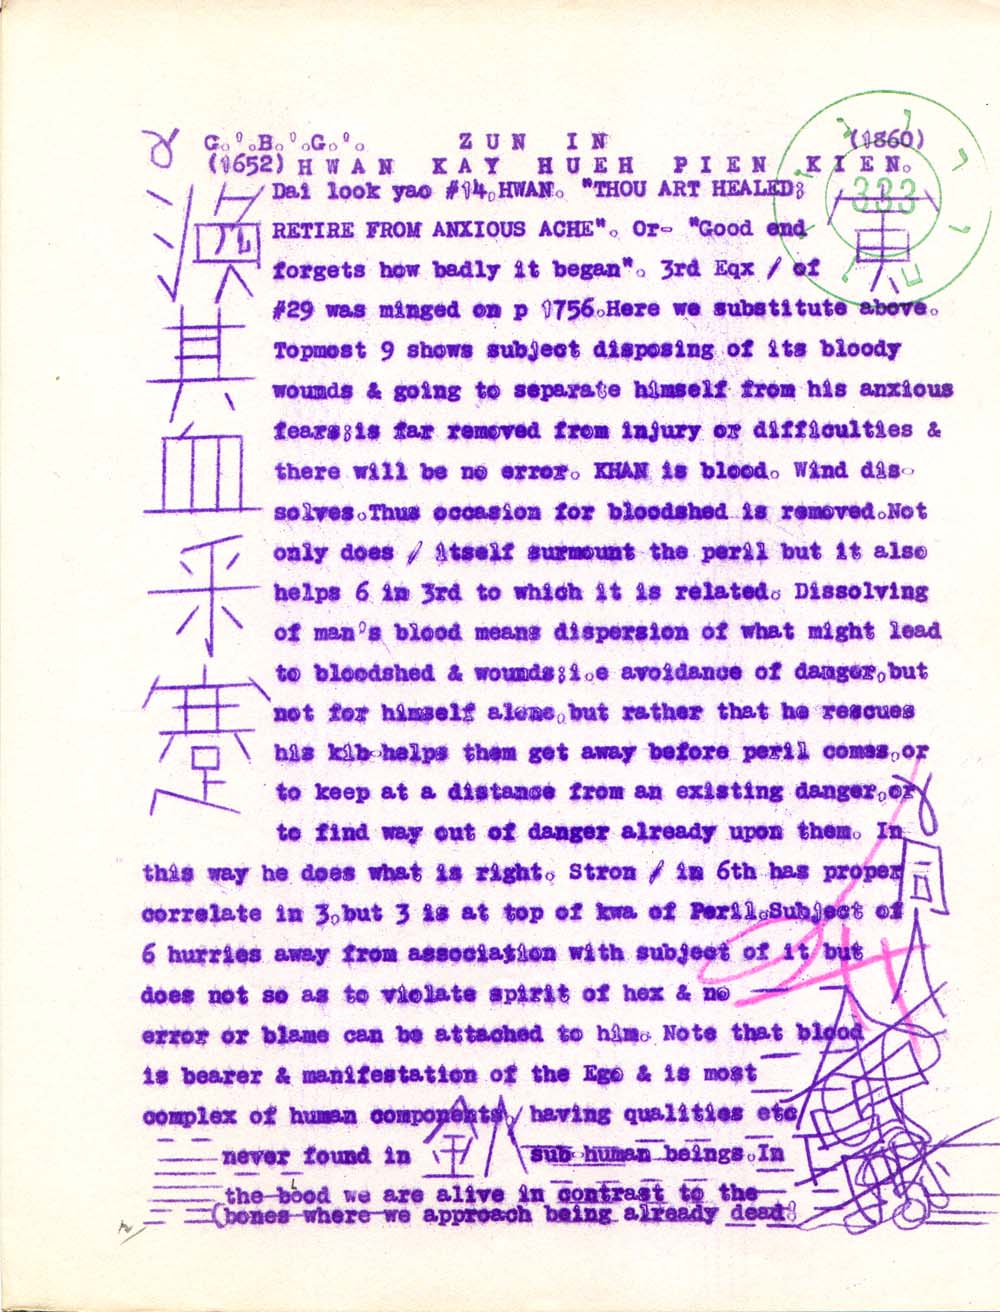 G.°.B.°.G.°. ZUN IN (1860)
(1652) HWAN KAY HUEH PIEN KIEN.
333
Dai look yao #14.HWAN. "THOU ART HEALED:
RETIRE FROM ANXIOUS ACHE". Or- "Good end
forgets how badly it began". 3rd Eqx / of
#29 was minged on p 1756.Here we substitute above.
Topmost 9 shows subject disposing of its bloody
wounds & going to separate himself from his anxious
fears;is far removed from injury or difficulties &
there will be no error. KHAN is blood. Wind dis-
solves.Thus occasion for bloodshed is removed.Not
only does / itself surmount the peril but it also
helps 6 in 3rd to which it is related. Dissolving
of man's blood means dispersion of what might lead
to bloodshed & wounds;i.e avoidance of danger,but
not for himself alone,but rather that he rescues
his kib-helps them get away before peril comes,or
to keep at a distance from an existing danger,or
to find way out of danger already upon them. In
this way he does what is right. Stron / in 6th has proper
correlate in 3,but 3 is at top of kwa of Peril.Subject of
6 hurries away from association with subject of it but
does not so as to violate spirit of hex & no
error or blame can be attached to him. Note that blood
is bearer & manifestation of the Ego & is most
complex of human components, having qualities etc
never found in sub-human beings.In
the bood we are alive in contrast to the
(bones where we approach being already dead:
渙
其
血